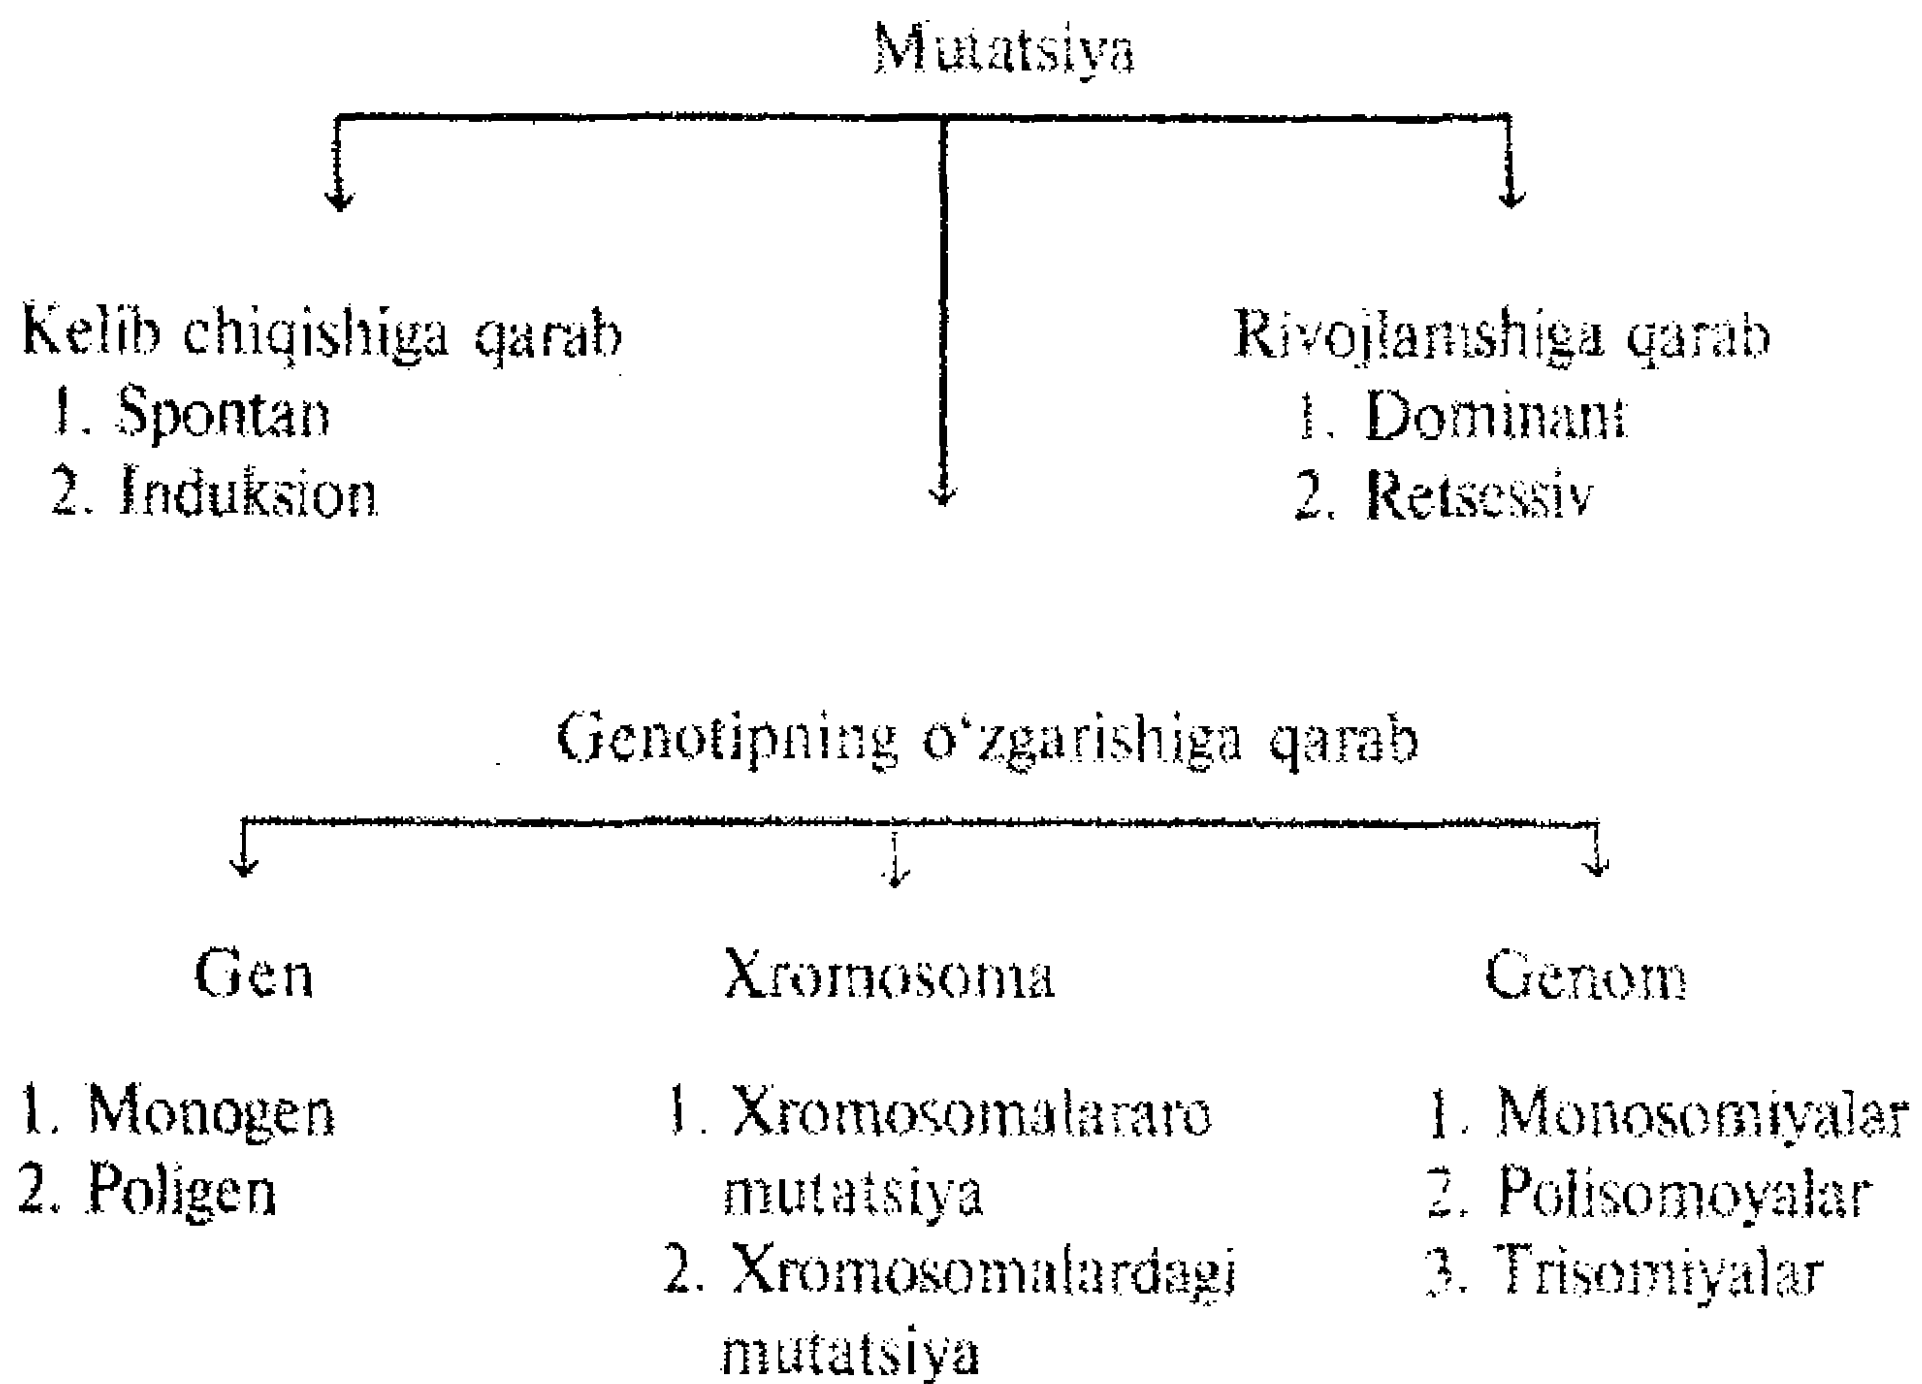 Mutatsiya
Kelib chiqishiga qarab
1. Spontan
2. Induksion
Rivojlamshiga qarab
1. Dominant
2. Retsessiv
Genotipning o‘zgarishiga qarab
Gen
1. Monogen
2. Poligen
Xromosoma
1. Xromosomalararo
mutatsiya
2. Xromosomalardagi
mutatsiya
Genom
1. Monosomiyalar
2. Polisomoyalar
3. Trisomiyalar